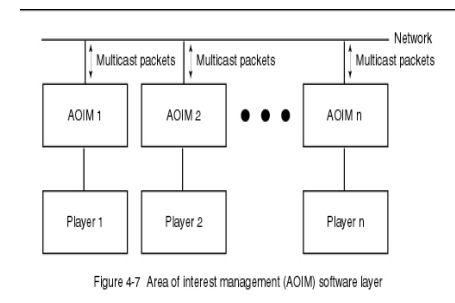 Network
Multicast packets Multicast packets Multicast packets
AOIM 1 AOIM 2 AOIM n
Player 1 Player 2 Player n
Figure 4-7 Area of interest management (AOIM) software layer